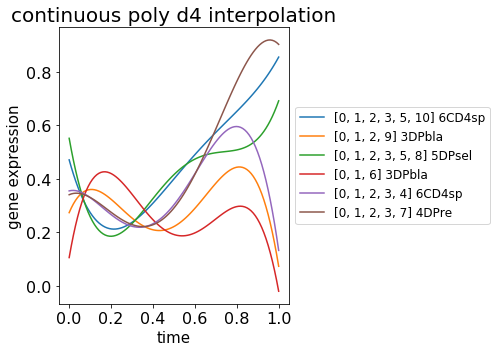 continuous poly d4 interpolation
gene expression
0.8
0.6
0.4
0.2
0.0
0.0 0.2 0.4 0.6 0.8 1.0
time
[0, 1, 2, 3, 5, 10] 6CD4sp
[0, 1, 2, 9] 3DPbla
[0, 1, 2, 3, 5, 8] 5DPsel
[0, 1, 6] 3DPbla
[0, 1, 2, 3, 4] 6CD4sp
[0, 1, 2, 3, 7] 4DPre